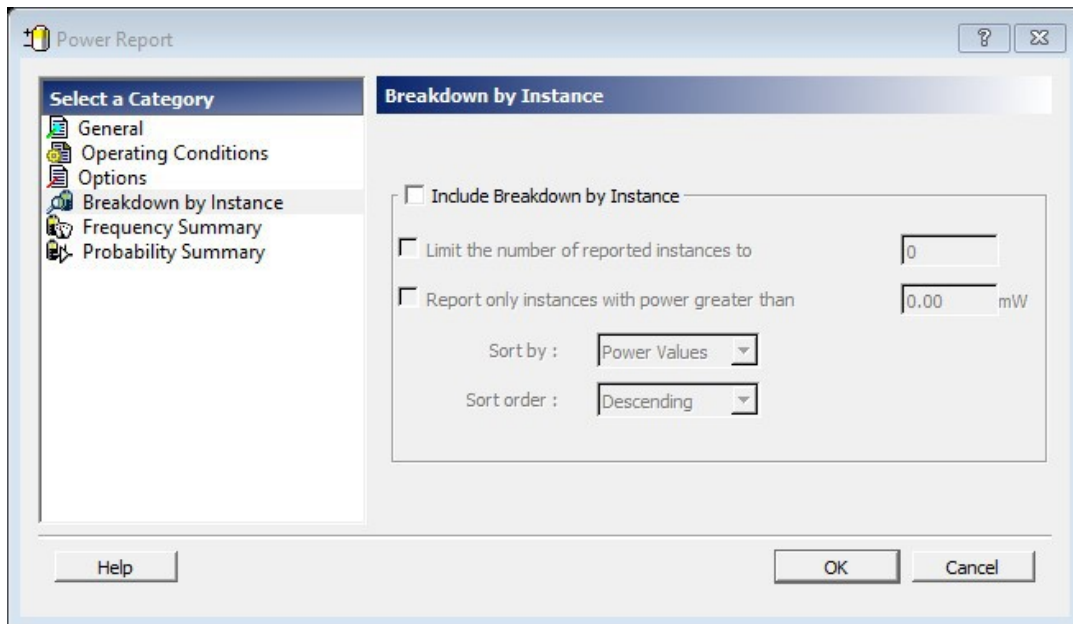 Power Report
Select a Category
General
Operating Conditions
Options
Breakdown by Instance
Frequency Summary
Probability Summary
Breakdown by Instance
Include Breakdown by Instance
Limit the number of reported instances to 0
Report only instances with power greater than 0.00 mW
Sort by : Power Values
Sort order : Descending
Help OK Cancel